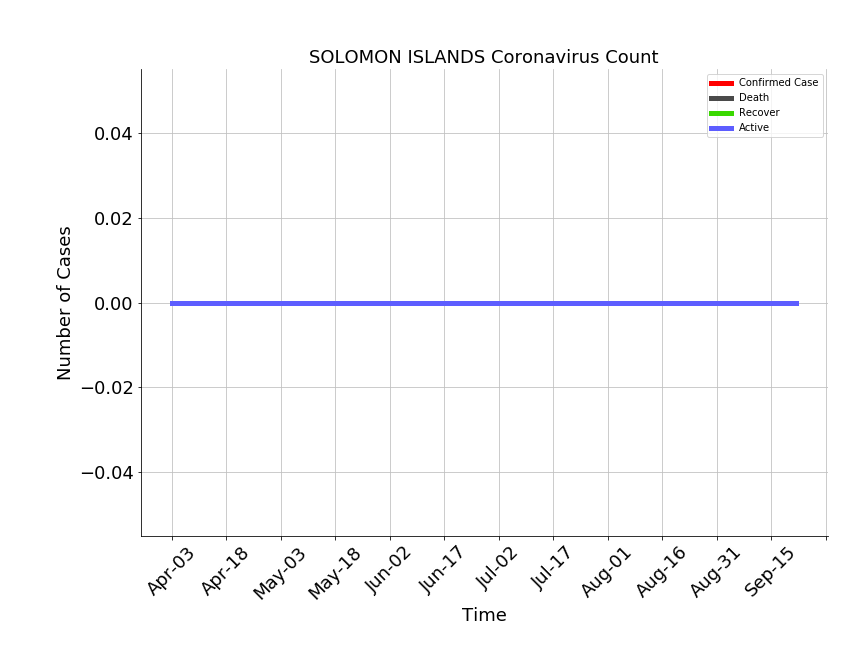 SOLOMON ISLANDS Coronavirus Count
Confirmed Case
Death
Recover
Active
0.04
0.02
0.00
−0.02
−0.04
Number of Cases
Apr-03
Apr-18
May-03
May-18
Jun-02
Jun-17
Jul-02
Jul-17
Aug-01
Aug-16
Aug-31
Sep-15
Time